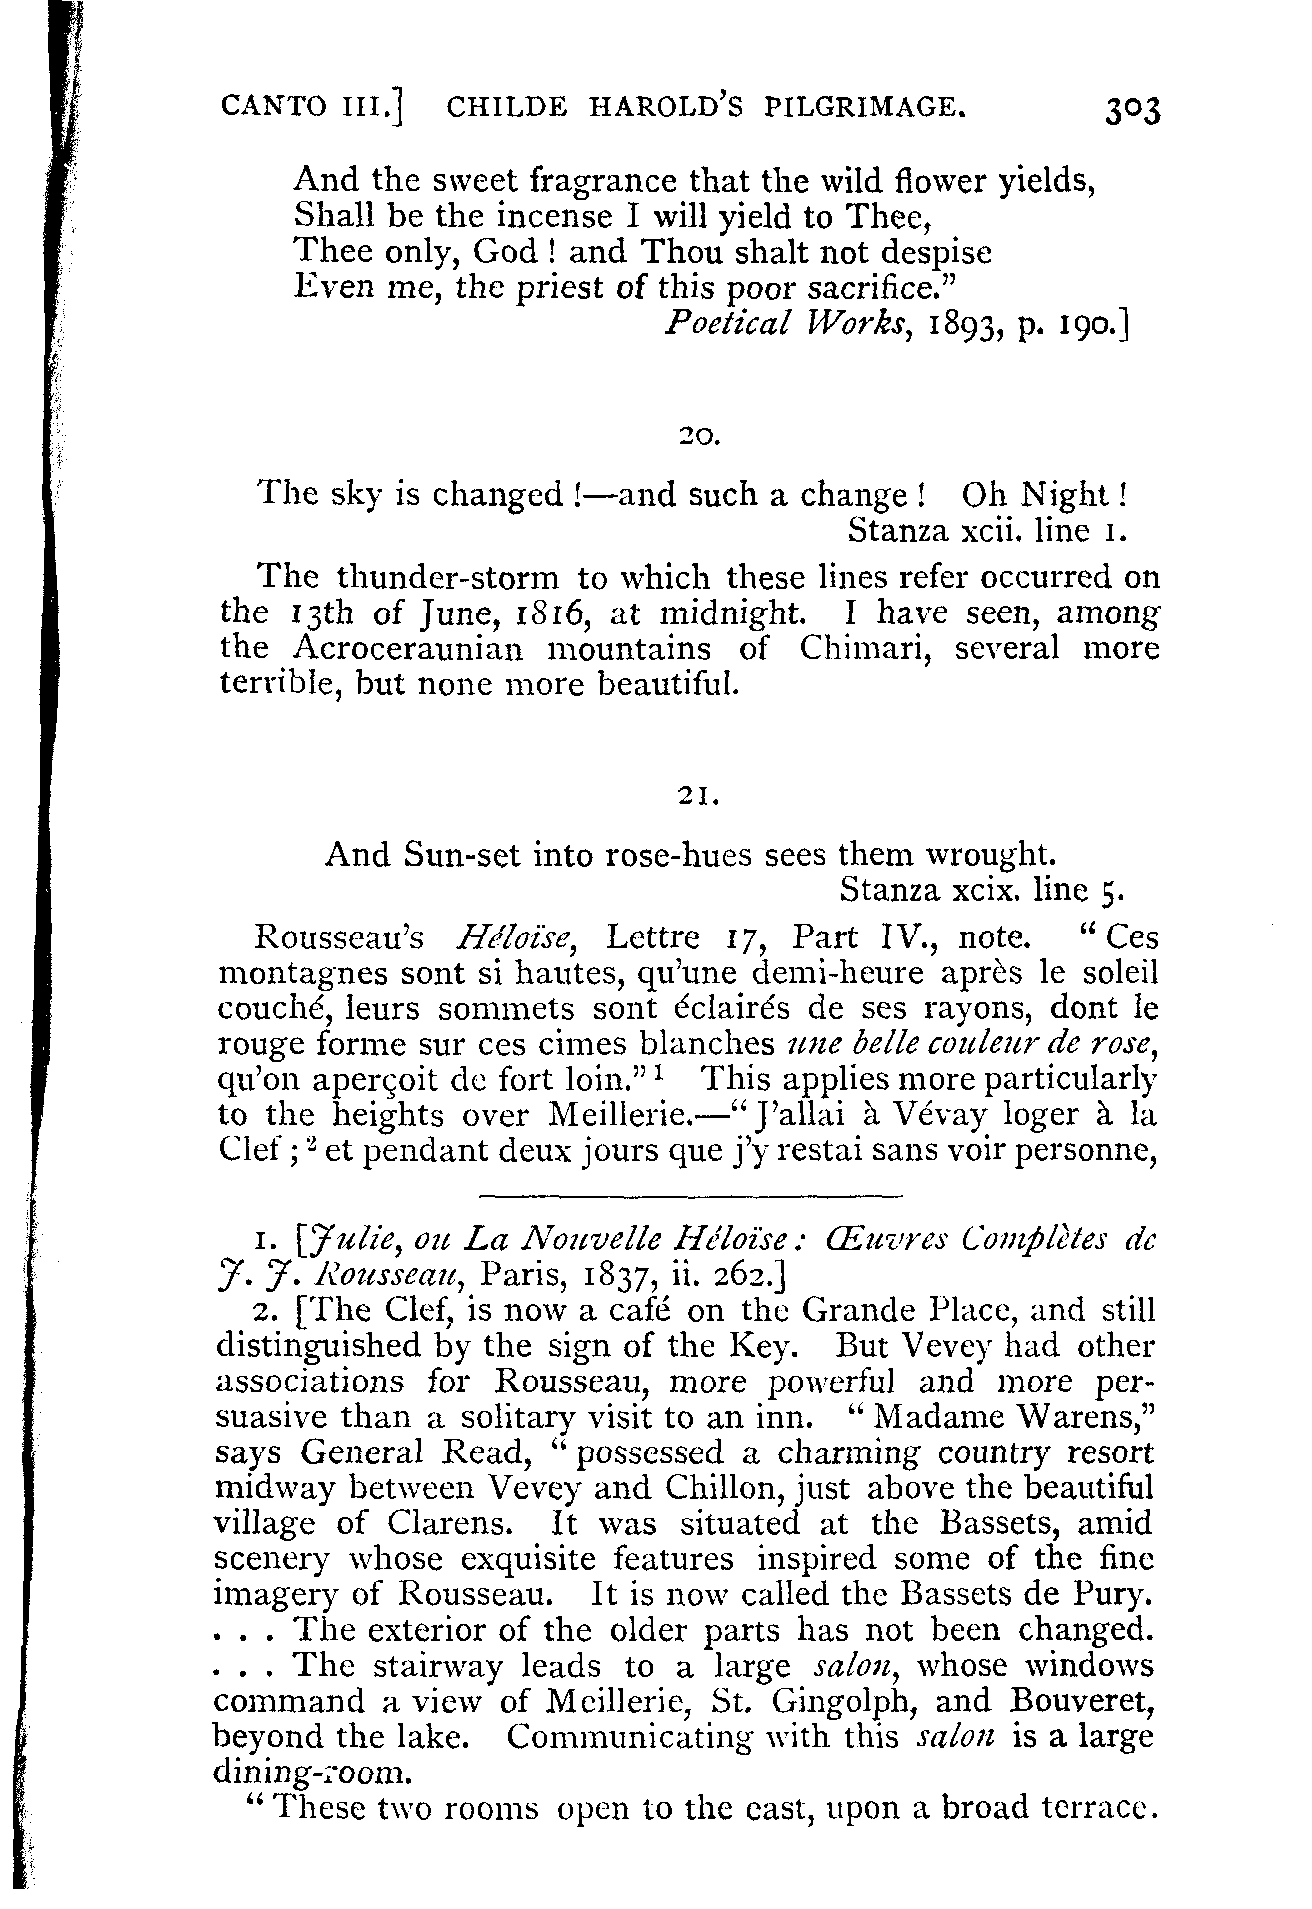 CANTO III.] CHILDE HAROLD'S PILGRIMAGE. 303
And the sweet fragrance that the wild flower yields,
Shall be the incense I will yield to Thee,
Thee only, God ! and Thou shalt not despise
Even me, the priest of this poor sacrifice."
Poetical Works, 1893, p. 190.]
20.
The sky is changed !—and such a change ! Oh Night !
Stanza xcii. line 1.
The thunder-storm to which these lines refer occurred on
the 13th of June, 1816, at midnight. I have seen, among
the Acroceraunian mountains of Chimari, several more
terrible, but none more beautiful.
21.
And Sun-set into rose-hues sees them wrought.
Stanza xcix. line 5.
Rousseau's Héloïse, Lettre 17, Part IV., note. "Ces
montagnes sont si hautes, qu'une demi-heure après le soleil
couché, leurs sommets sont éclairés de ses rayons, dont le
rouge forme sur ces cimes blanches une belle couleur de rose,
qu'on aperçoit de fort loin." 1 This applies more particularly
to the heights over Meillerie.—"J'allai à Vévay loger à la
Clef ; 2 et pendant deux jours que j'y restai sans voir personne,
1. [Julie, ou La Nouvelle Héloïse : Œuvres Complètes de
J. J. Rousseau, Paris, 1837, ii. 262.]
2. [The Clef, is now a café on the Grande Place, and still
distinguished by the sign of the Key. But Vevey had other
associations for Rousseau, more powerful and more per-
suasive than a solitary visit to an inn. "Madame Warens,"
says General Read, "possessed a charming country resort
midway between Vevey and Chillon, just above the beautiful
village of Clarens. It was situated at the Bassets, amid
scenery whose exquisite features inspired some of the fine
imagery of Rousseau. It is now called the Bassets de Pury.
. . . The exterior of the older parts has not been changed.
. . . The stairway leads to a large salon, whose windows
command a view of Meillerie, St. Gingolph, and Bouveret,
beyond the lake. Communicating with this salon is a large
dining-room.
"These two rooms open to the east, upon a broad terrace.